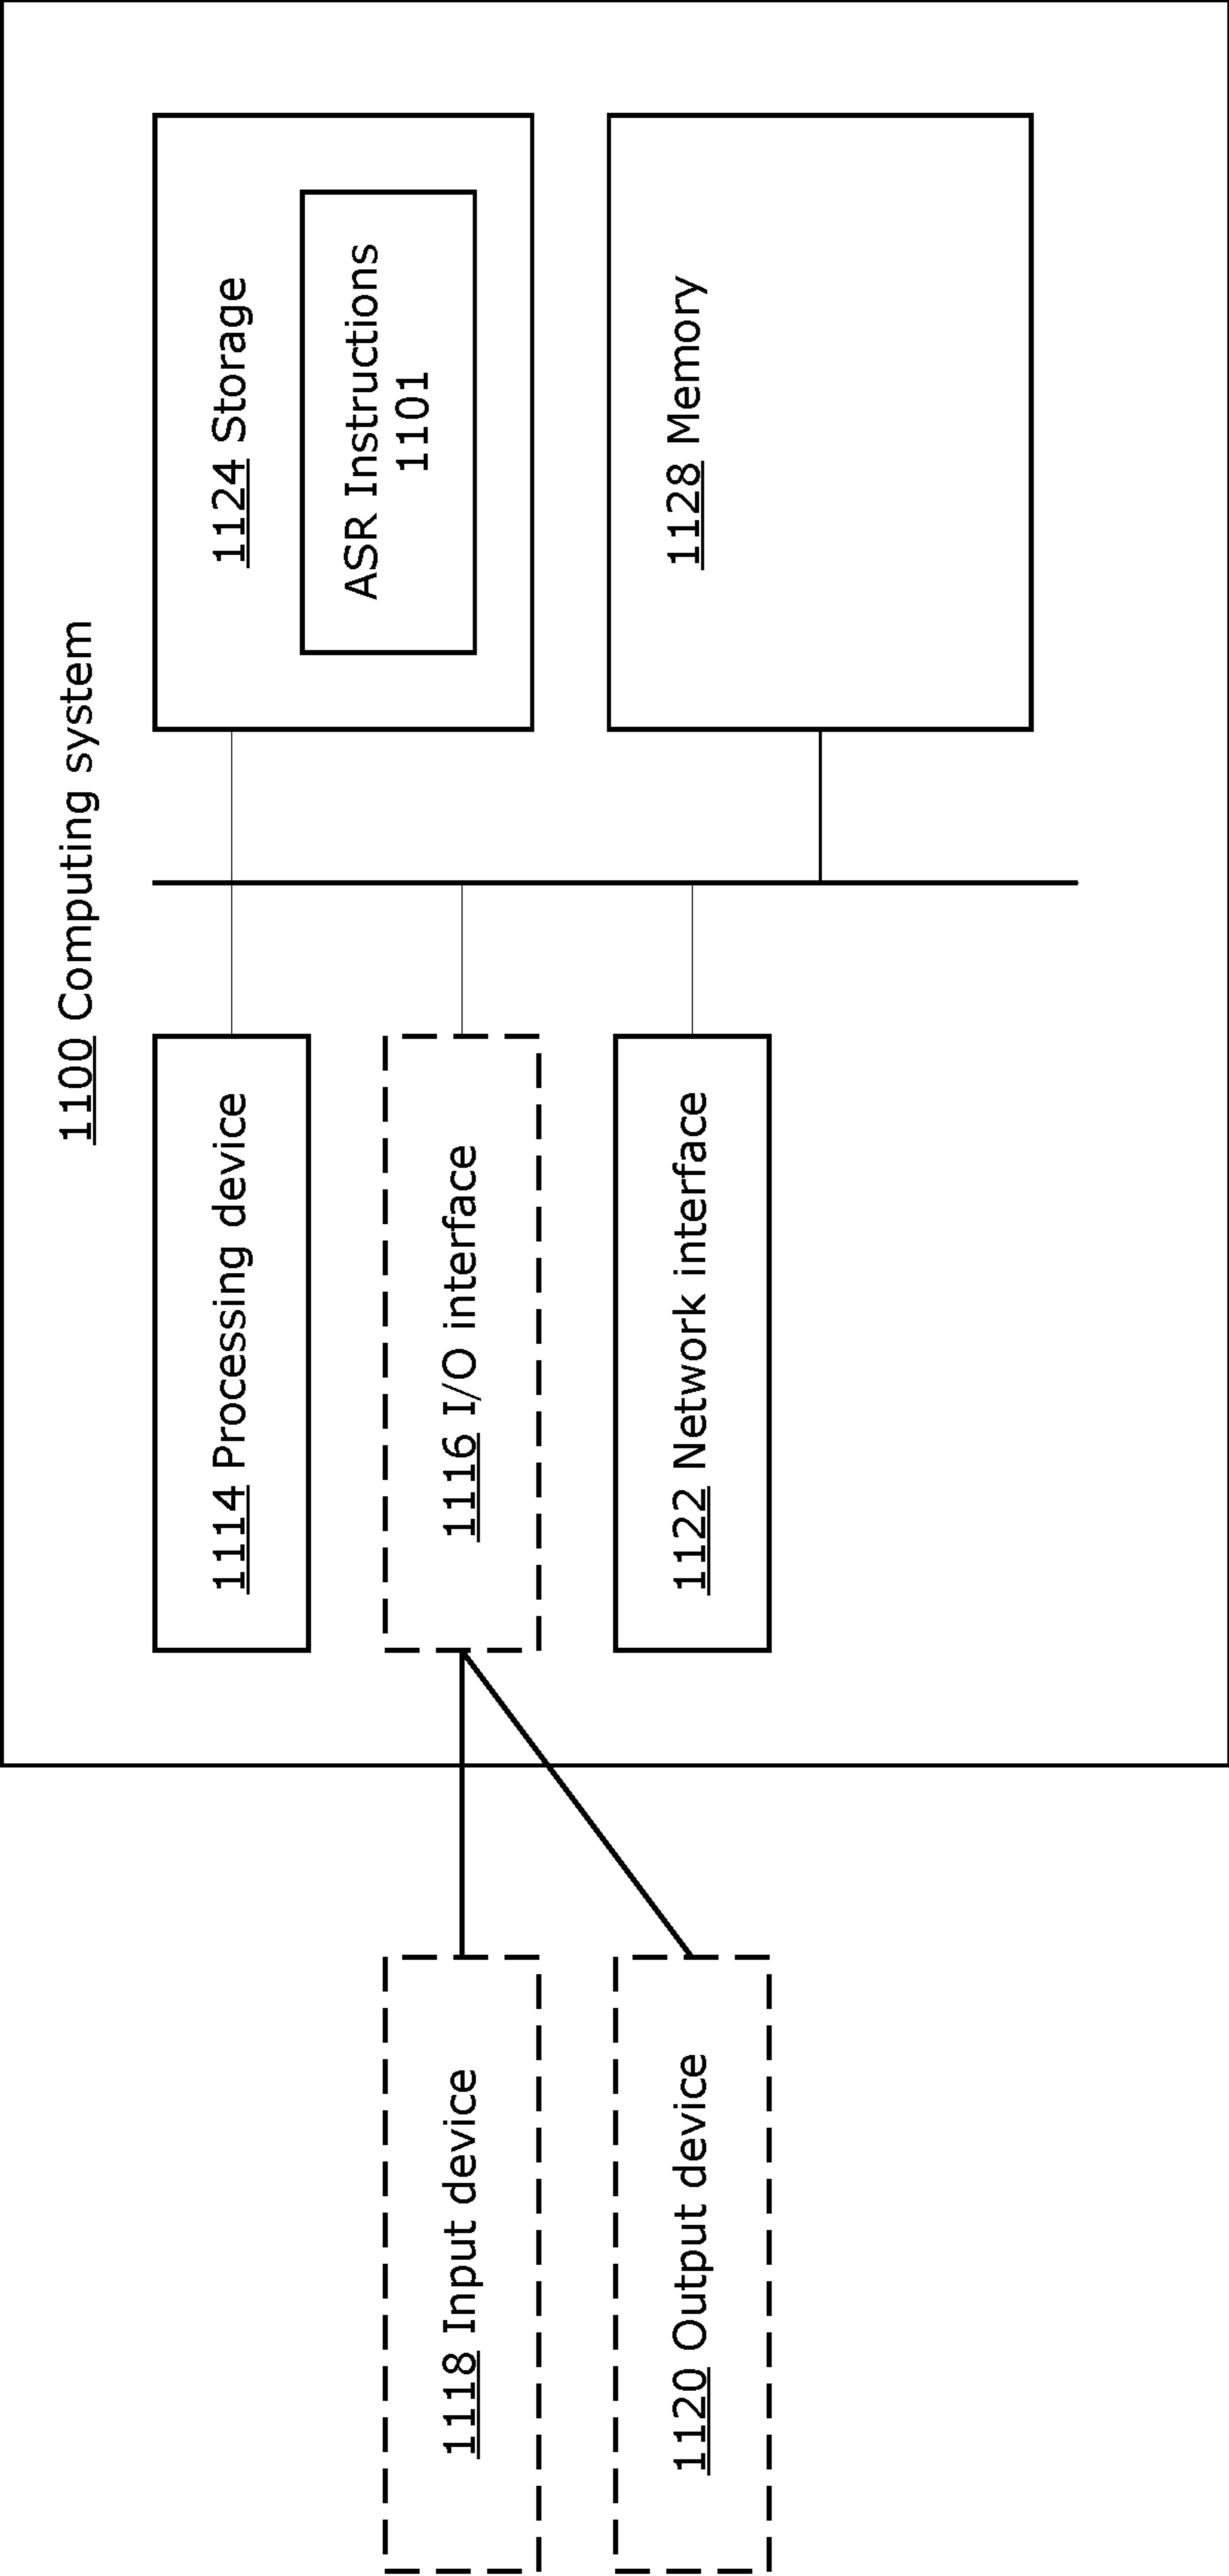 1100 Computing system
1114 Processing device
1124 Storage
ASR Instructions
1101
1118 Input device
1116 I/O interface
1120 Output device
1122 Network interface
1128 Memory